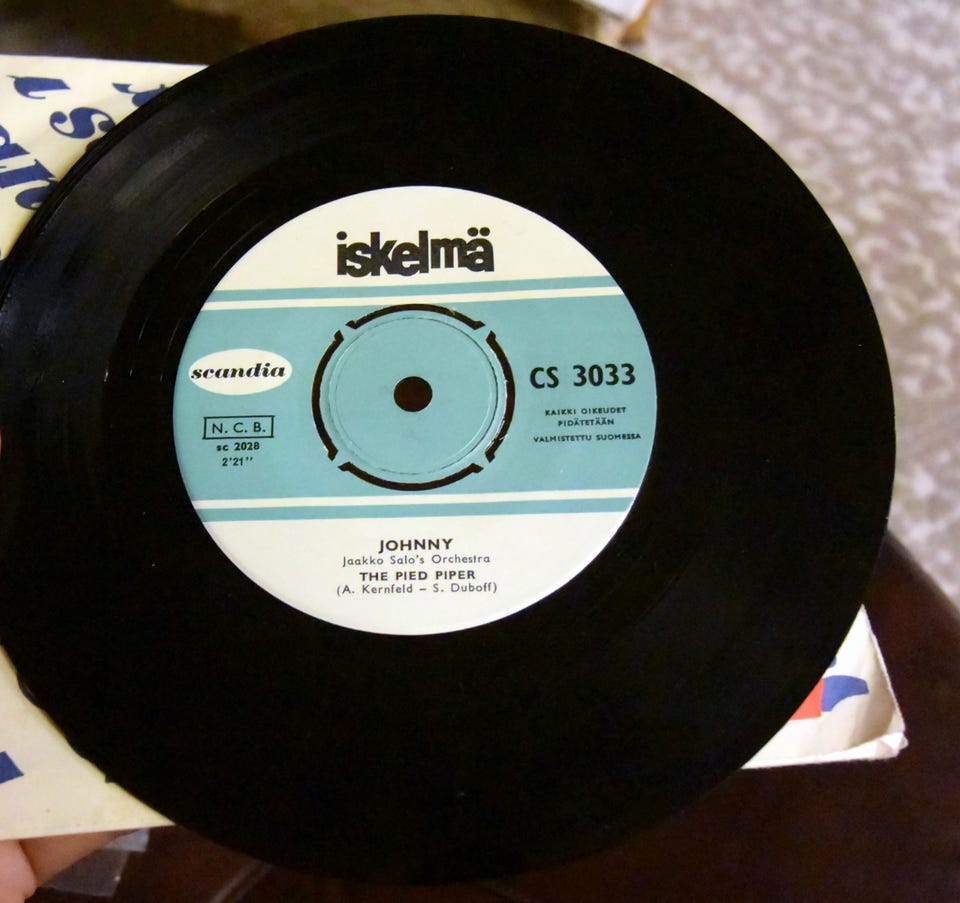 iskelmä
scandia
N. C. B.
sc 2028
2'21''
CS 3033
KAIKKI OIKEUDET
PIDÄTETÄÄN
VALMISTETTU SUOMESSA
JOHNNY
Jaakko Salo's Orchestra
THE PIED PIPER
(A. Kernfeld – S. Duboff)